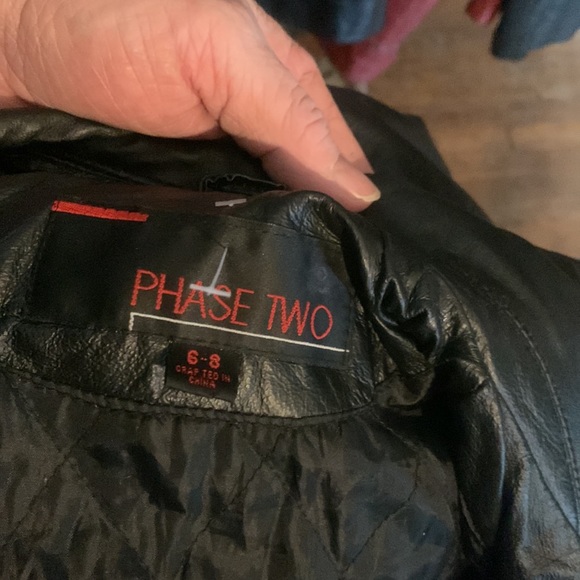 PHASE TWO
6-8
CRAFTED IN
CHINA